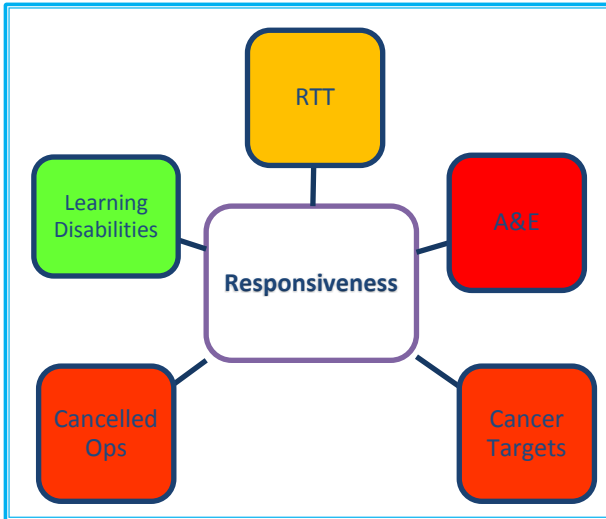 RTT
Learning
Disabilities
A&E
Responsiveness
Cancelled
Ops
Cancer
Targets